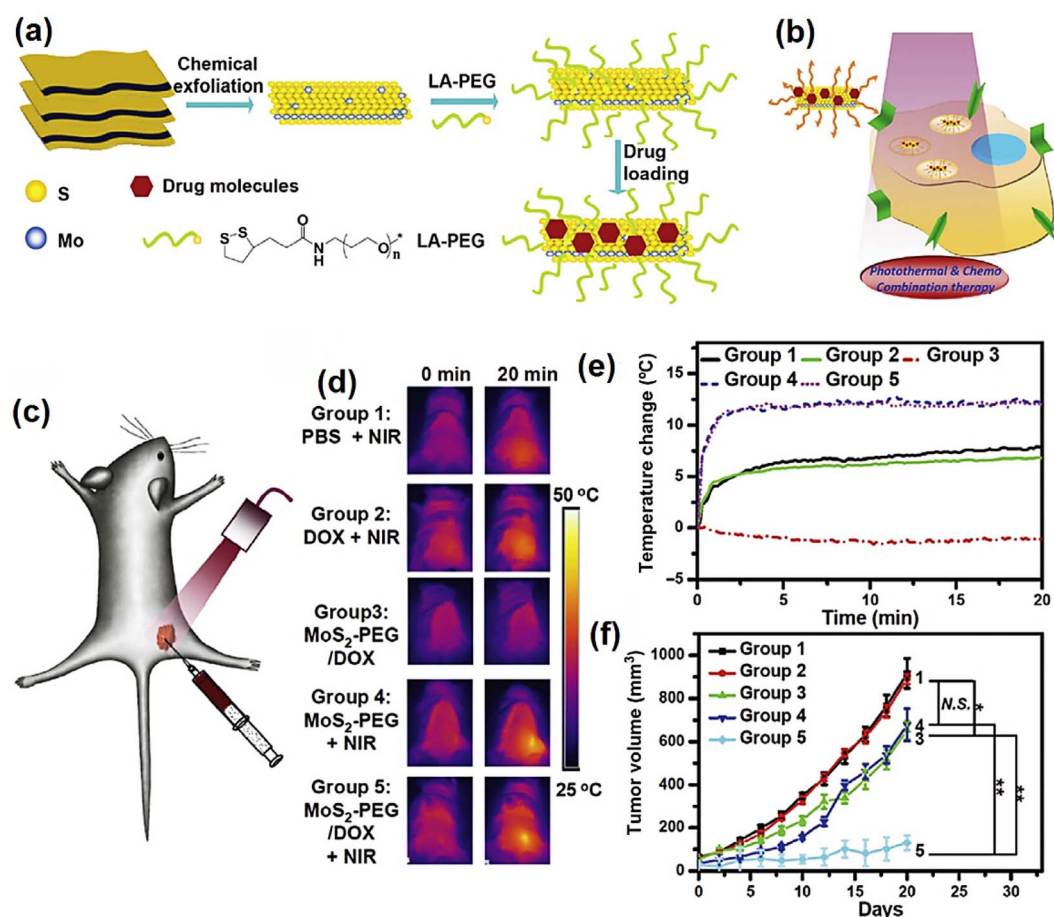 (a)
Chemical
exfoliation
LA-PEG
Drug
loading
S
Drug molecules
Mo
S
S
O
N
H
O
n
*
LA-PEG
(b)
Photothermal & Chemo
Combination therapy
(c)
(d)
0 min 20 min
Group 1:
PBS + NIR
Group 2:
DOX + NIR
Group3:
MoS2-PEG
/DOX
Group 4:
MoS2-PEG
+ NIR
Group 5:
MoS2-PEG
/DOX
+ NIR
50 °C
25 °C
(e)
Group 1 Group 2 Group 3
Group 4 Group 5
Temperature change (°C)
15
10
5
0
−5
0 5 10 15 20
Time (min)
(f)
Group 1
Group 2
Group 3
Group 4
Group 5
Tumor volume (mm³)
1000
800
600
400
200
0
0 5 10 15 20 25 30
Days
1
4
3
5
N.S.
*
**
**